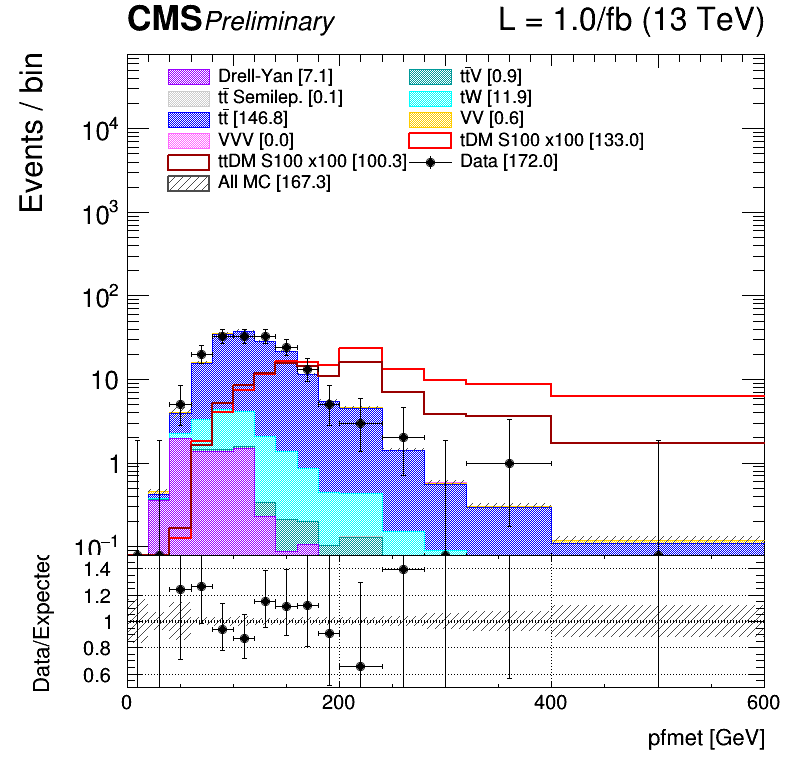 CMS Preliminary L = 1.0/fb (13 TeV)
Events / bin
Drell-Yan [7.1]
tt̄ Semilep. [0.1]
tt̄ [146.8]
VVV [0.0]
ttDM S100 x100 [100.3]
All MC [167.3]
tt̄V [0.9]
tW [11.9]
VV [0.6]
tDM S100 x100 [133.0]
Data [172.0]
10⁴
10³
10²
10
1
10⁻¹
Data/Expected
1.4
1.2
1
0.8
0.6
0 200 400 600
pfmet [GeV]